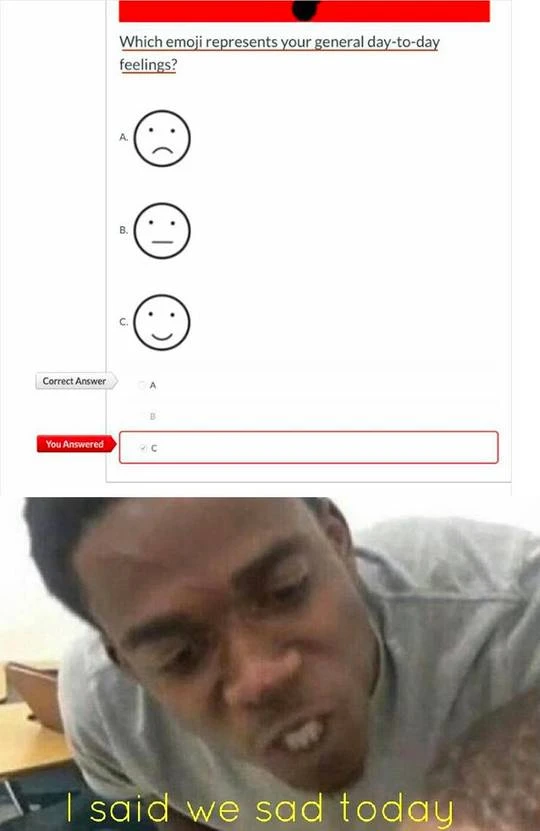 Which emoji represents your general day-to-day
feelings?
A.
B.
C.
Correct Answer
A
B
You Answered
C
I said we sad today